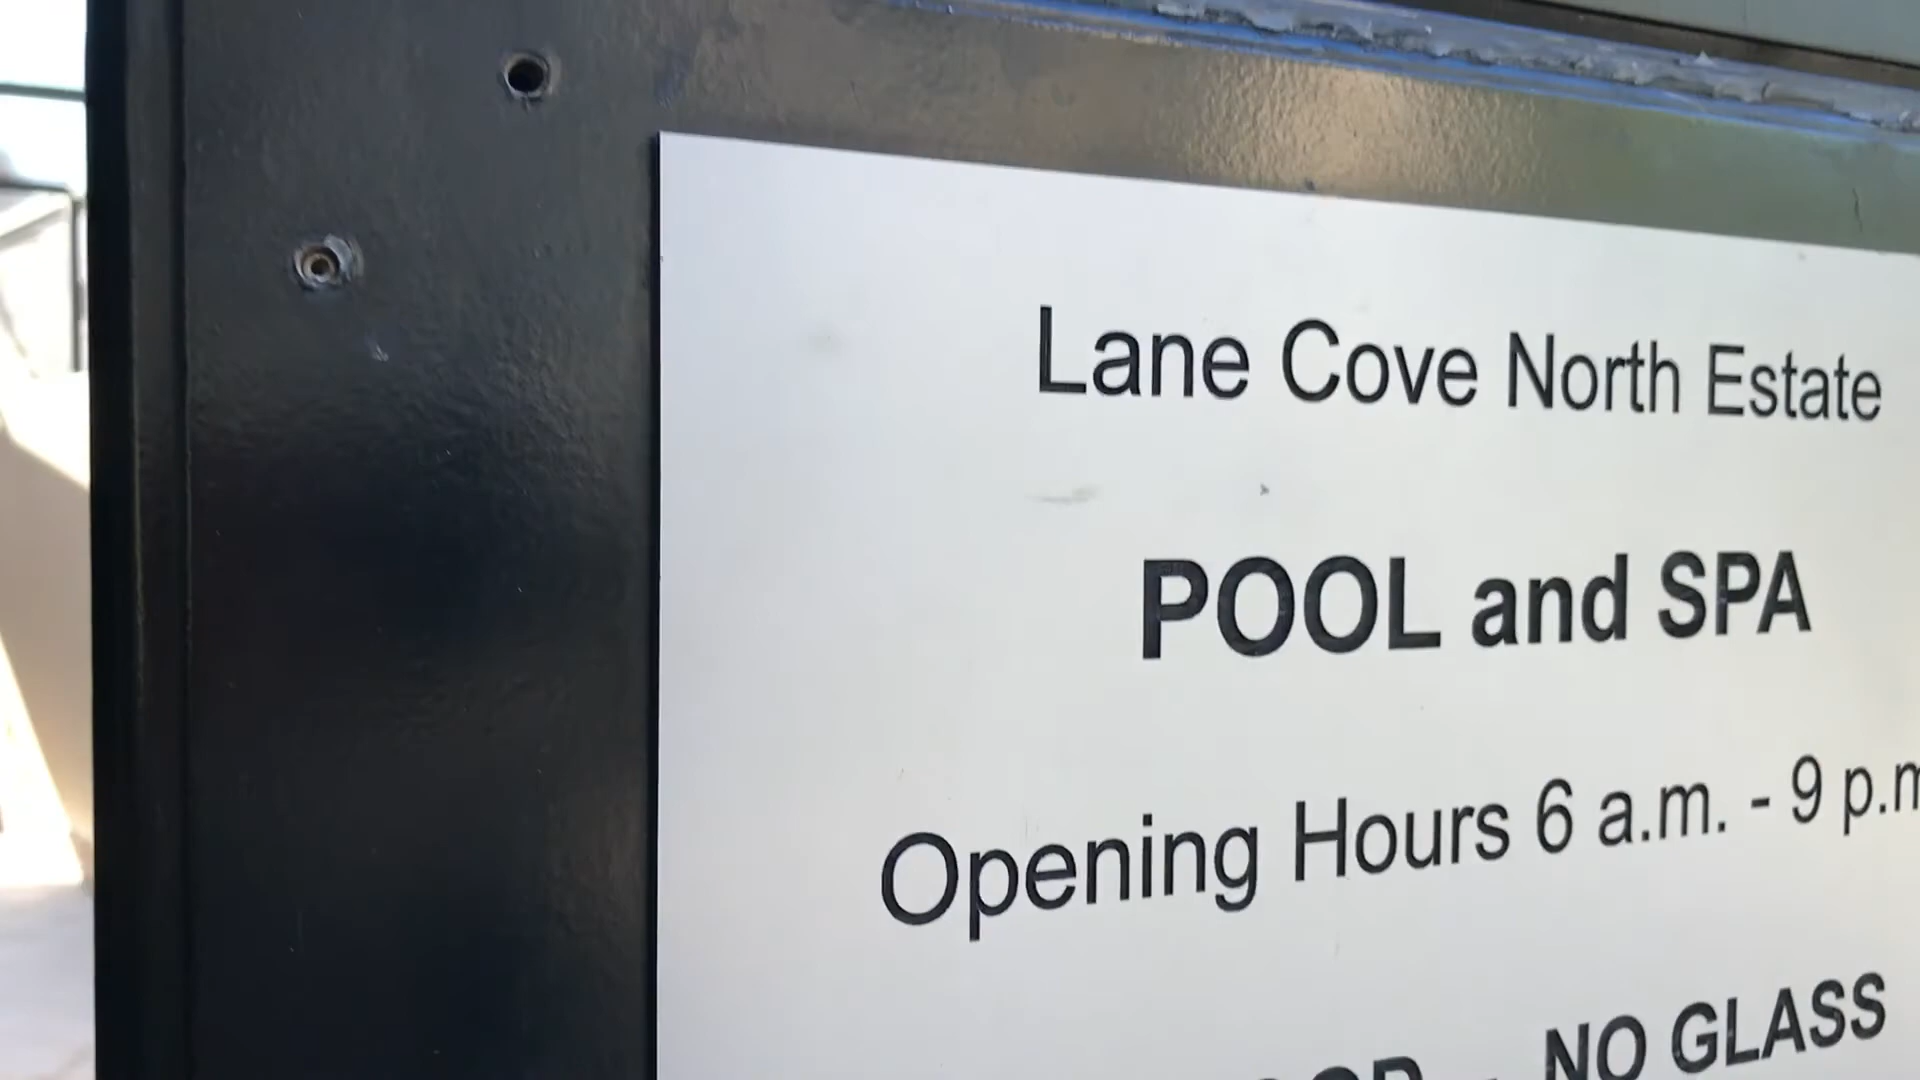 Lane Cove North Estate
POOL and SPA
Opening Hours 6 a.m. - 9 p.m
- NO GLASS